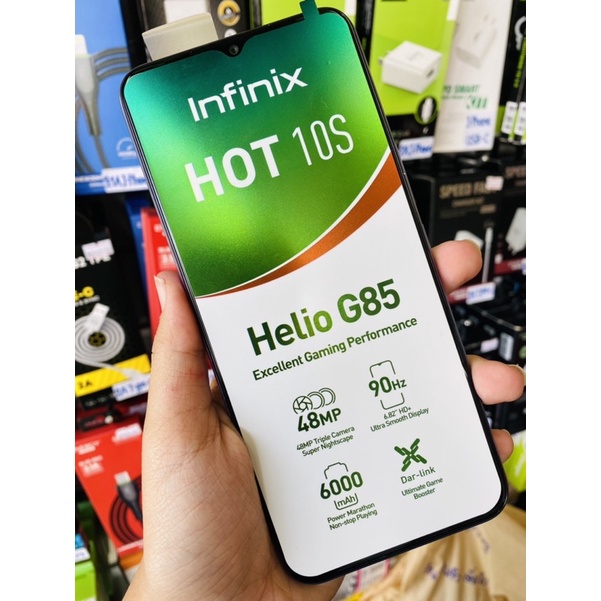 Infinix
HOT 10S
Helio G85
Excellent Gaming Performance
48MP
48MP Triple Camera
Super Nightscape
90Hz
6.82" HD+
Ultra Smooth Display
6000
mAh
Power Marathon
Non-stop Playing
Dar-link
Ultimate Game
Booster
USB-C